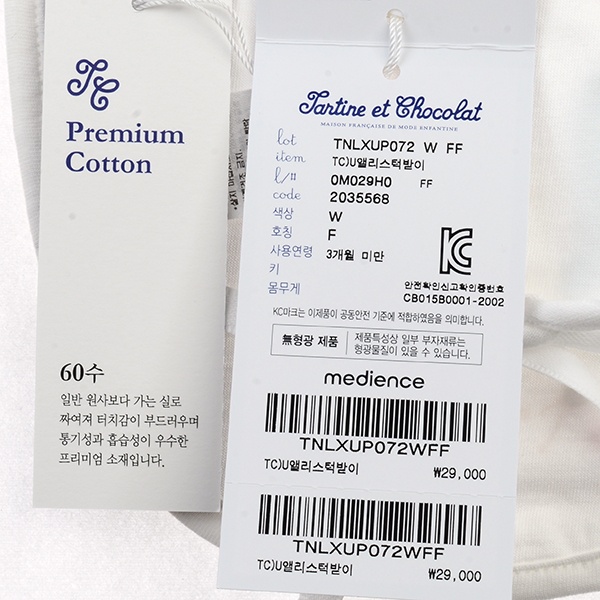 TC
Premium
Cotton
60수
일반 원사보다 가는 실로
짜여져 터치감이 부드러우며
통기성과 흡습성이 우수한
프리미엄 소재입니다.
Tartine et Chocolat
MAISON FRANÇAISE DE MODE ENFANTINE
lot TNLXUP072 W FF
item TC)U앨리스턱받이
l/# 0M029H0 FF
code 2035568
색상 W
호칭 F
사용연령 3개월 미만
키
몸무게
KC
안전확인신고확인증번호
CB015B0001-2002
KC마크는 이제품이 공통안전 기준에 적합하였음을 의미합니다.
無형광 제품
제품특성상 일부 부자재류는
형광물질이 있을 수 있습니다.
medience
TNLXUP072WFF
TC)U앨리스턱받이 ₩29,000
TNLXUP072WFF
TC)U앨리스턱받이 ₩29,000